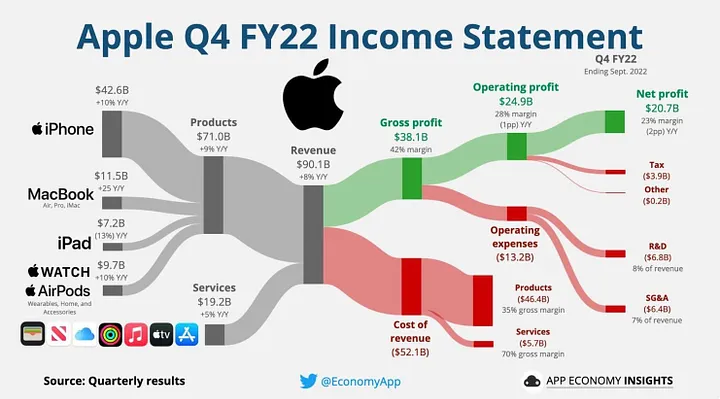 Apple Q4 FY22 Income Statement
Q4 FY22
Ending Sept. 2022
$42.6B
+10% Y/Y
iPhone
$11.5B
+25 Y/Y
MacBook
Air, Pro, iMac
$7.2B
(13%) Y/Y
iPad
$9.7B
+10% Y/Y
WATCH
AirPods
Wearables, Home, and
Accessories
Products
$71.0B
+9% Y/Y
Services
$19.2B
+5% Y/Y
tv
Revenue
$90.1B
+8% Y/Y
Gross profit
$38.1B
42% margin
Cost of
revenue
($52.1B)
Operating profit
$24.9B
28% margin
(1pp) Y/Y
Operating
expenses
($13.2B)
Products
($46.4B)
35% gross margin
Services
($5.7B)
70% gross margin
Net profit
$20.7B
23% margin
(2pp) Y/Y
Tax
($3.9B)
Other
($0.2B)
R&D
($6.8B)
8% of revenue
SG&A
($6.4B)
7% of revenue
Source: Quarterly results
@EconomyApp
APP ECONOMY INSIGHTS